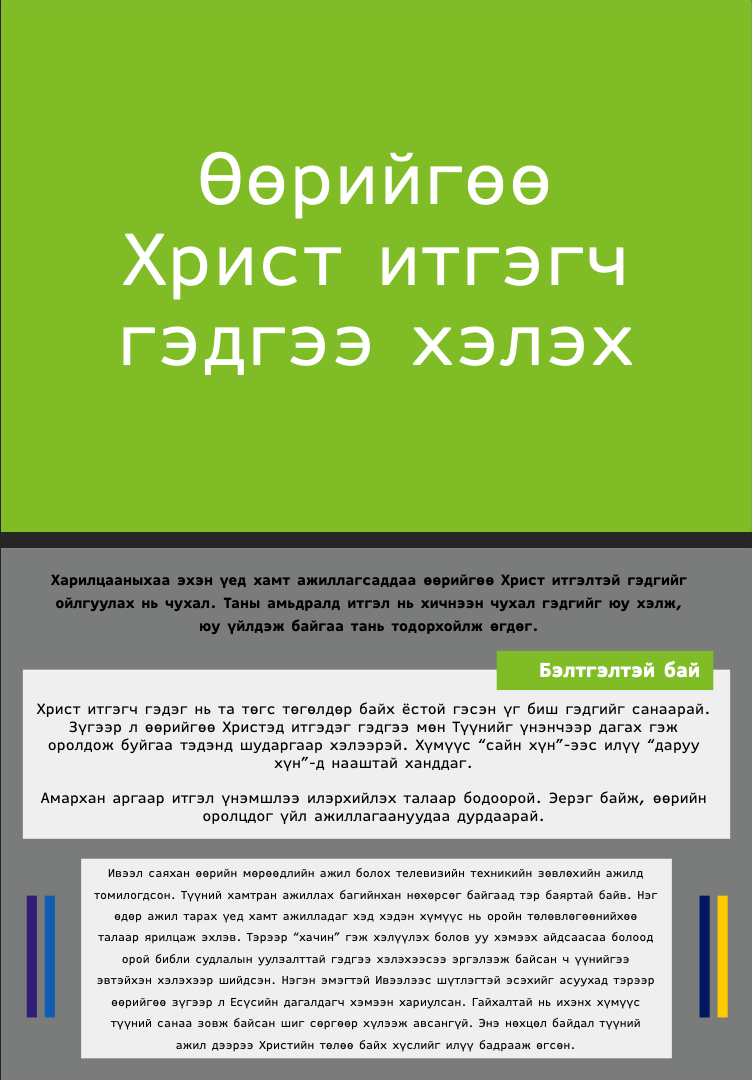 Өөрийгөө
Христ итгэгч
гэдгээ хэлэх
Харилцааныхаа эхэн үед хамт ажиллагсаддаа өөрийгөө Христ итгэлтэй гэдгийг
ойлгуулах нь чухал. Таны амьдралд итгэл нь хичнээн чухал гэдгийг юу хэлж,
юу үйлдэж байгаа тань тодорхойлж өгдөг.
Бэлтгэлтэй бай
Христ итгэгч гэдэг нь та төгс төгөлдөр байх ёстой гэсэн үг биш гэдгийг санаарай.
Зүгээр л өөрийгөө Христэд итгэдэг гэдгээ мөн Түүнийг үнэнчээр дагах гэж
оролдож буйгаа тэдэнд шударгаар хэлээрэй. Хүмүүс “сайн хүн”-ээс илүү “даруу
хүн”-д нааштай ханддаг.
Амархан аргаар итгэл үнэмшлээ илэрхийлэх талаар бодоорой. Эерэг байж, өөрийн
оролцдог үйл ажиллагаануудаа дурдаарай.
Ивээл саяхан өөрийн мөрөөдлийн ажил болох телевизийн техникийн зөвлөхийн ажилд
томилогдсон. Түүний хамтран ажиллах багийнхан нөхөрсөг байгаад тэр баяртай байв. Нэг
өдөр ажил тарах үед хамт ажилладаг хэд хэдэн хүмүүс нь оройн төлөвлөгөөнийхөө
талаар ярилцаж эхлэв. Тэрээр “хачин” гэж хэлүүлэх болов уу хэмээх айдсаасаа болоод
орой библи судлалын уулзалттай гэдгээ хэлэхээсээ эргэлзэж байсан ч үүнийгээ
эвтэйхэн хэлэхээр шийдсэн. Нэгэн эмэгтэй Ивээлээс шүтлэгтэй эсэхийг асуухад тэрээр
өөрийгөө зүгээр л Есүсийн дагалдагч хэмээн хариулсан. Гайхалтай нь ихэнх хүмүүс
түүний санаа зовж байсан шиг сөргөөр хүлээж авсангүй. Энэ нөхцөл байдал түүний
ажил дээрээ Христийн төлөө байх хүслийг илүү бадрааж өгсөн.